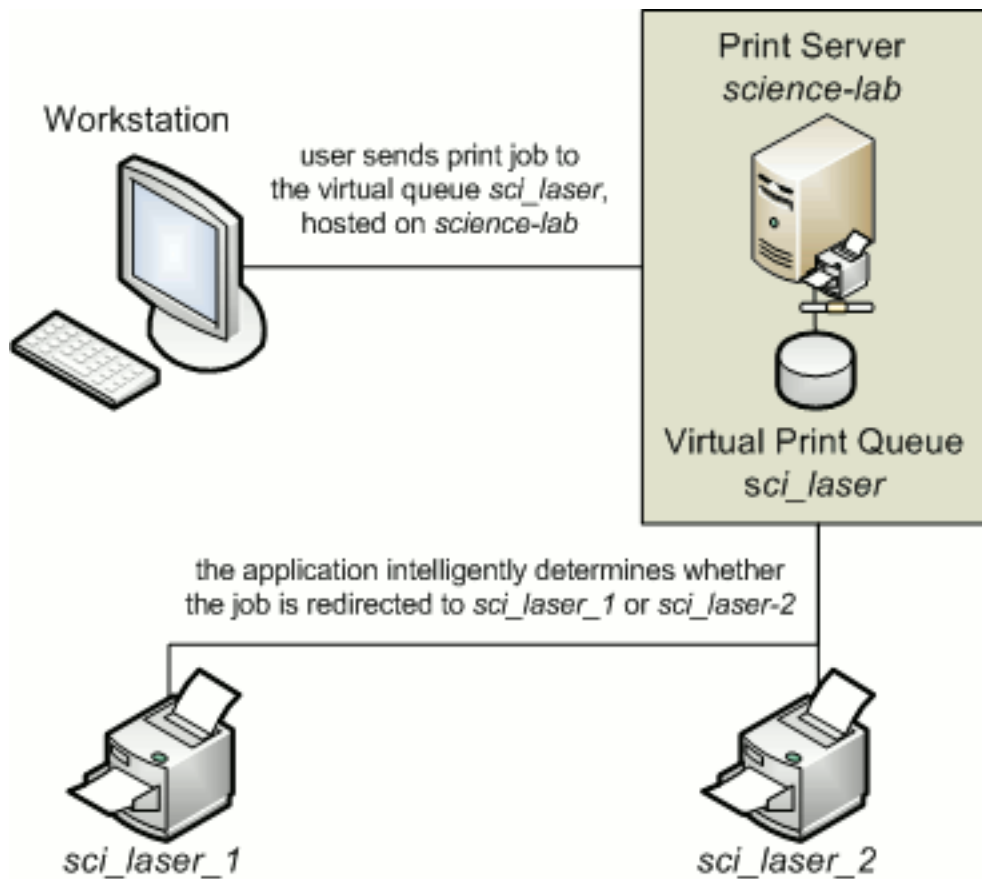 Print Server
science-lab
Workstation
user sends print job to
the virtual queue sci_laser,
hosted on science-lab
Virtual Print Queue
sci_laser
the application intelligently determines whether
the job is redirected to sci_laser_1 or sci_laser-2
sci_laser_1
sci_laser_2